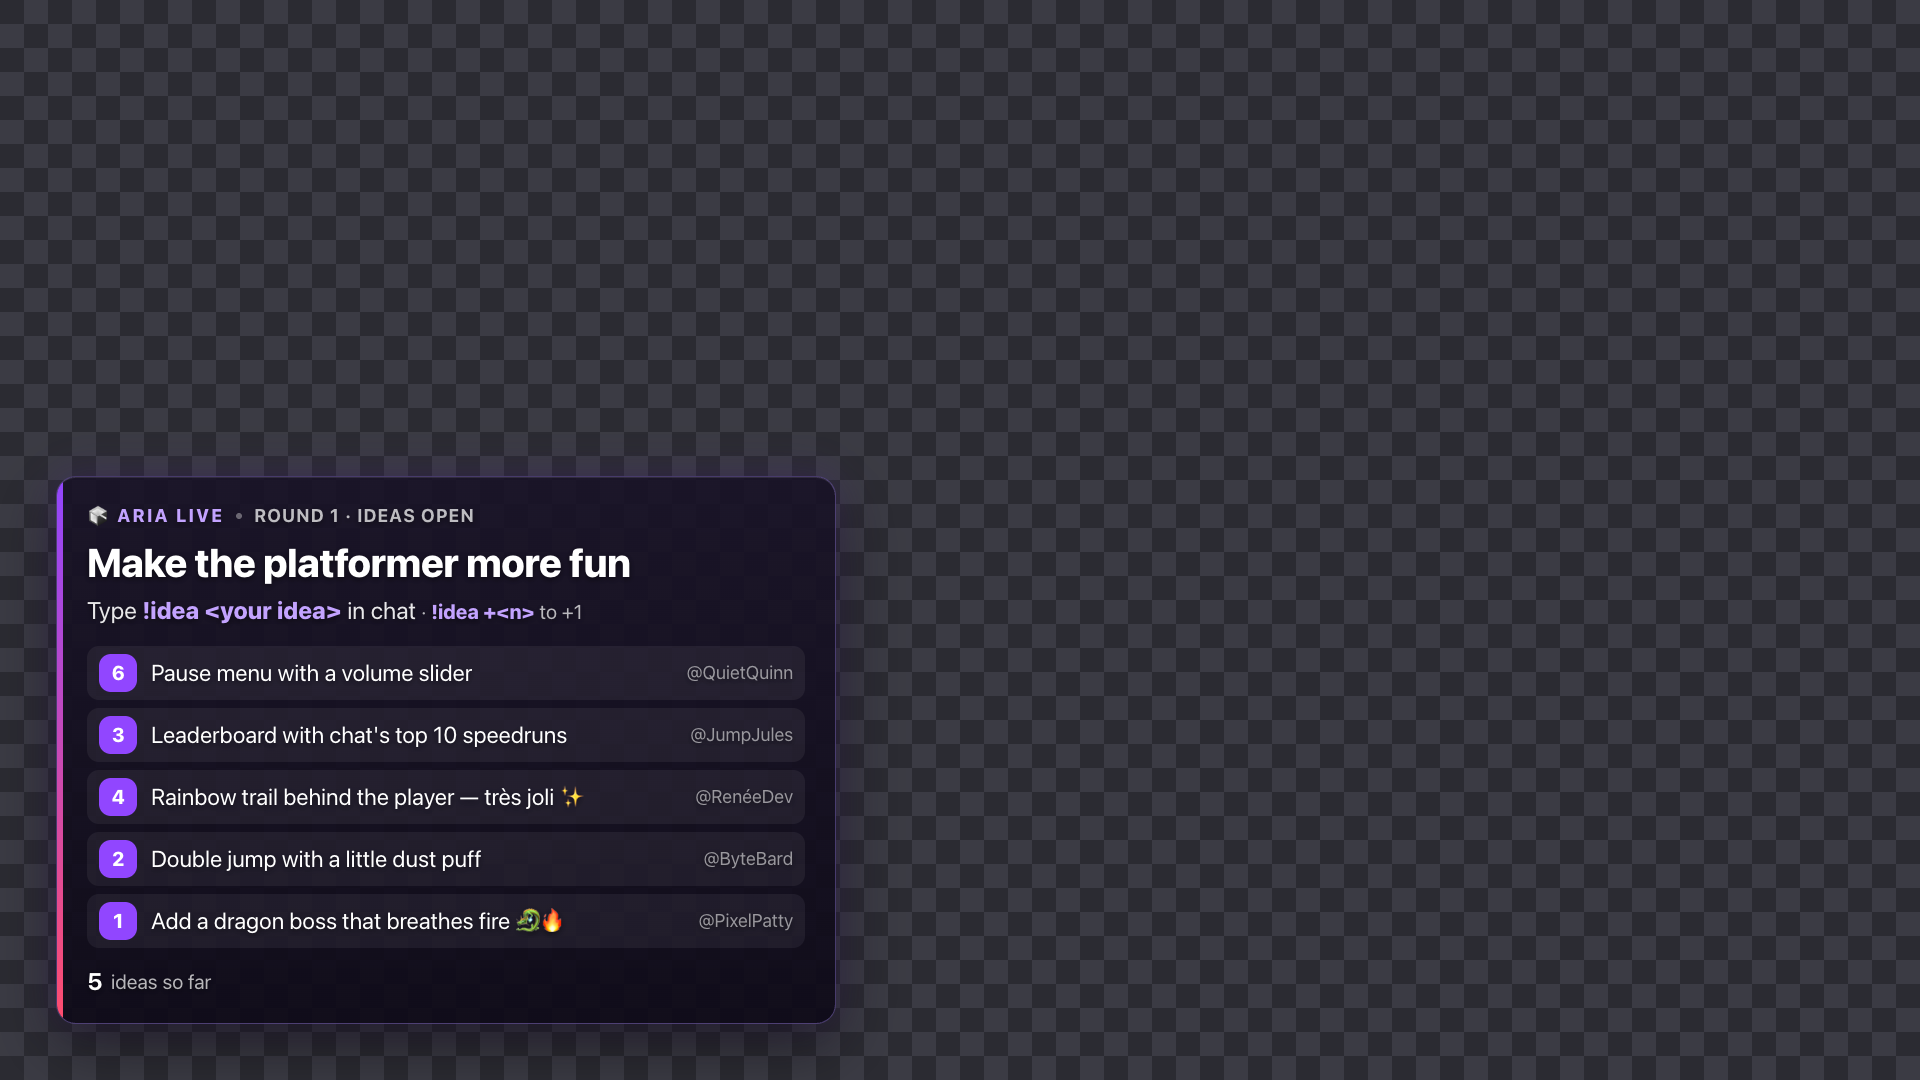 ARIA LIVE • ROUND 1 · IDEAS OPEN
Make the platformer more fun
Type !idea <your idea> in chat · !idea +<n> to +1
6 Pause menu with a volume slider @QuietQuinn
3 Leaderboard with chat's top 10 speedruns @JumpJules
4 Rainbow trail behind the player — très joli ✨ @RenéeDev
2 Double jump with a little dust puff @ByteBard
1 Add a dragon boss that breathes fire 🐉🔥 @PixelPatty
5 ideas so far